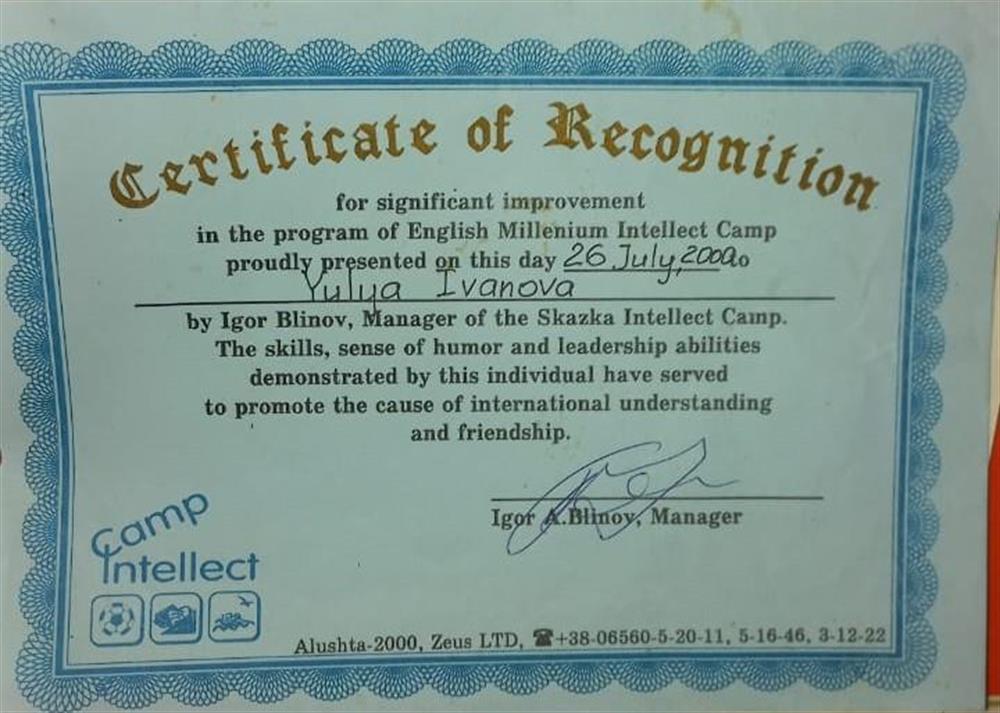 Certificate of Recognition
for significant improvement
in the program of English Millenium Intellect Camp
proudly presented on this day 26 July, 2000 to
Yulya Ivanova
by Igor Blinov, Manager of the Skazka Intellect Camp.
The skills, sense of humor and leadership abilities
demonstrated by this individual have served
to promote the cause of international understanding
and friendship.
Igor A.Blinov, Manager
Camp
Intellect
Alushta-2000, Zeus LTD, ☎+38-06560-5-20-11, 5-16-46, 3-12-22